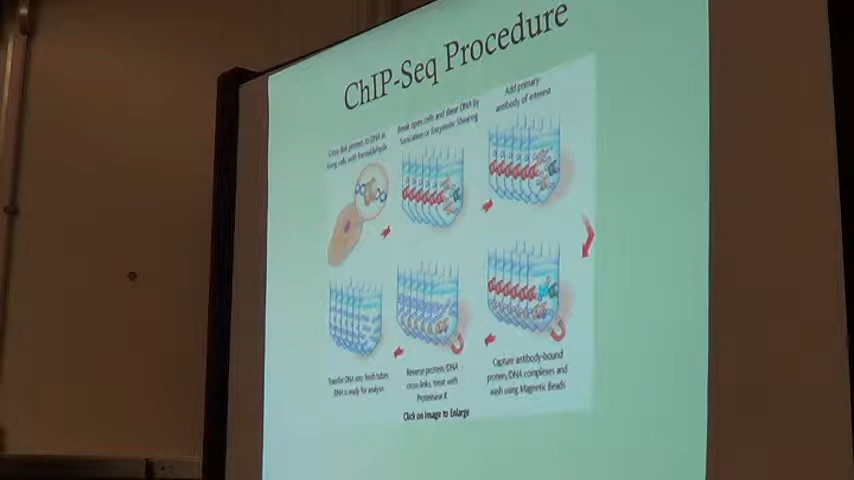 ChIP-Seq Procedure
Cross link protein to DNA in
living cells with formaldehyde
Break open cells and shear DNA by
Sonication or Enzymatic Shearing
Add primary
antibody of interest
Capture antibody-bound
protein/DNA complexes and
wash using Magnetic Beads
Reverse protein/DNA
cross links, treat with
Proteinase K
Transfer DNA into fresh tubes
DNA is ready for analysis
Click on image to Enlarge